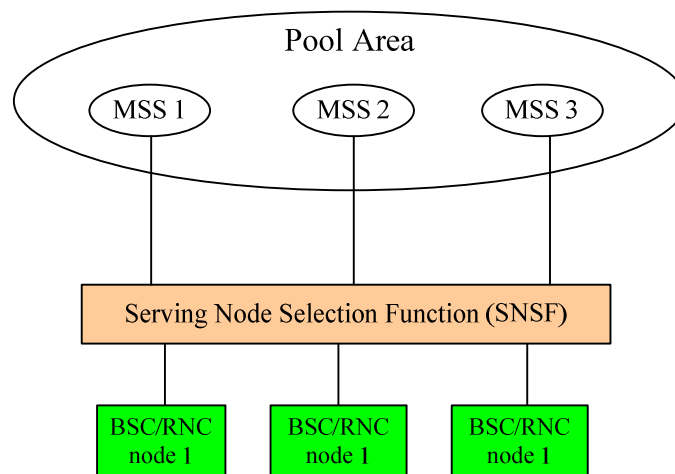 Pool Area
MSS 1
MSS 2
MSS 3
Serving Node Selection Function (SNSF)
BSC/RNC
node 1
BSC/RNC
node 1
BSC/RNC
node 1